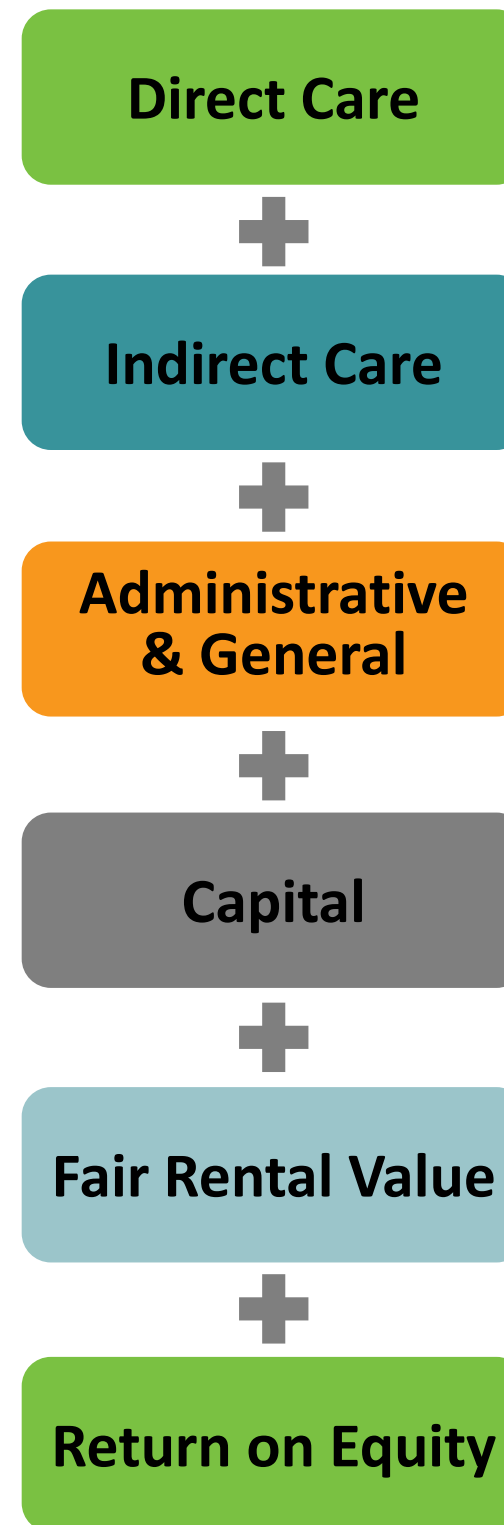 Direct Care
Indirect Care
Administrative
& General
Capital
Fair Rental Value
Return on Equity